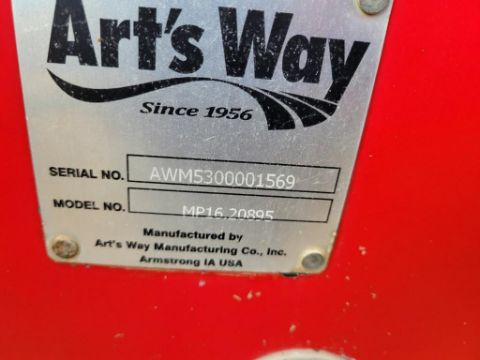 Art's Way
Since 1956
SERIAL NO. AWM5300001569
MODEL NO. MP16.20895
Manufactured by
Art's Way Manufacturing Co., Inc.
Armstrong IA USA